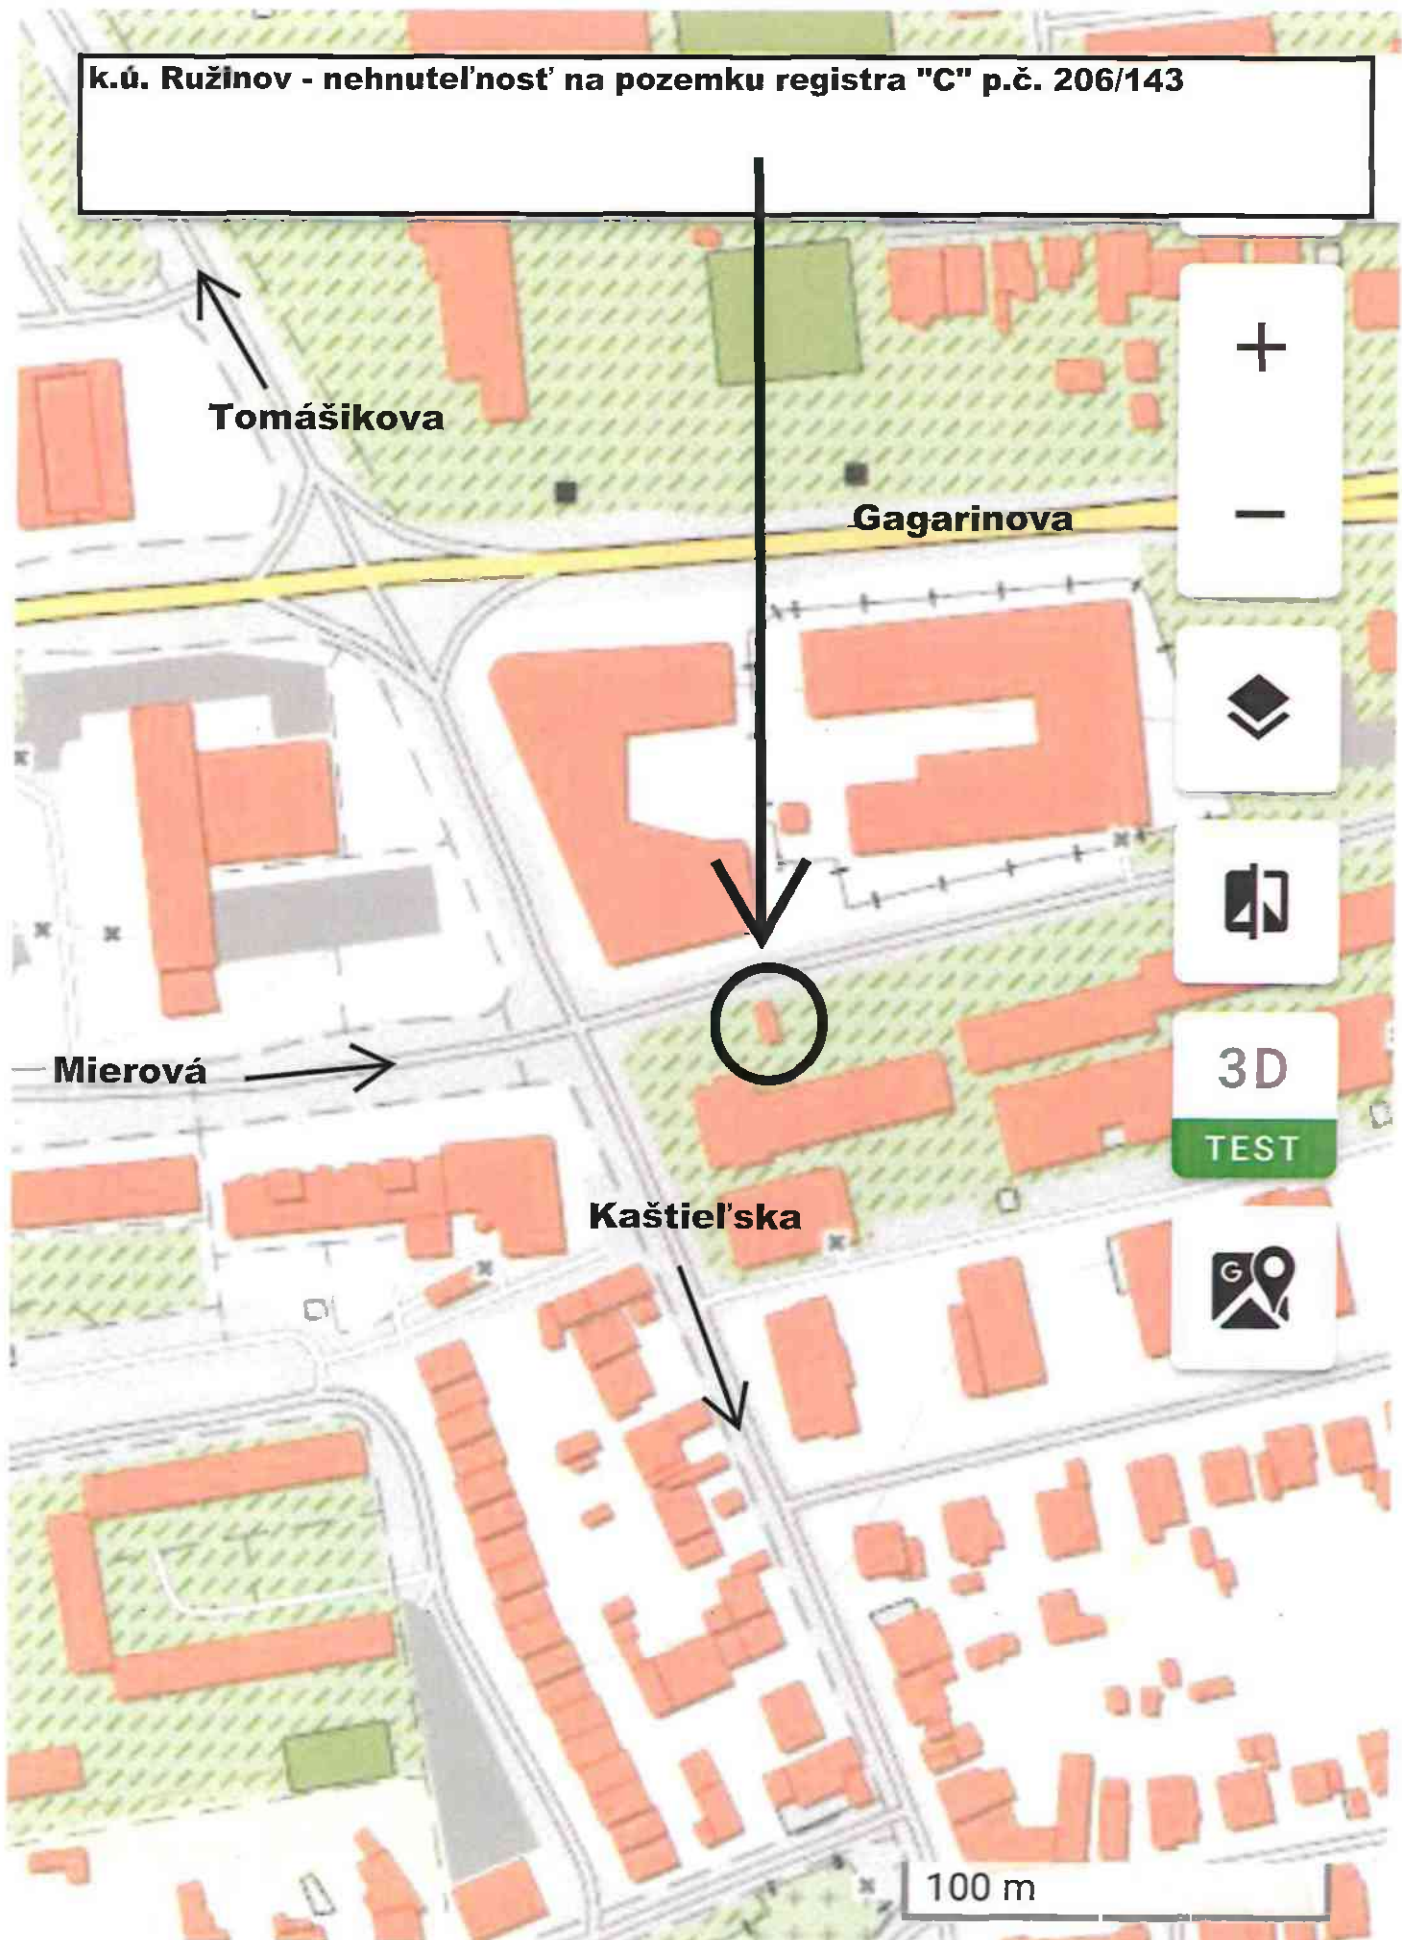 k.ú. Ružinov - nehnuteľnosť na pozemku registra "C" p.č. 206/143
Tomášikova
Gagarinova
Mierová
3D
TEST
Kaštieľska
G
100 m